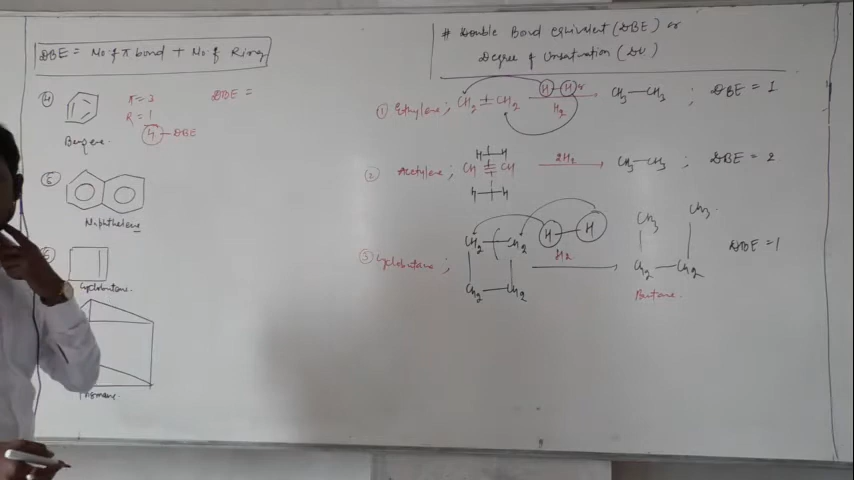 DBE = No of π bond + No of Ring
④
π = 3
R = 1
④ - DBE
DBE =
Benzene.
⑤
Naphthelene
Cyclobutane.
Prismane.
# Double Bond equivalent (DBE) or
Degree of Unsaturation (DU)
① Ethylene ; CH2 = CH2 H - H H2 CH3 - CH3 ; DBE = 1
H H
② Acetylene ; CH ≡ CH 2H2 CH3 - CH3 ; DBE = 2
H H
③ Cyclobutane ; CH2 - CH2 H - H H2 CH3 CH3 DBE = 1
CH2 - CH2 CH2 - CH2
Butane.